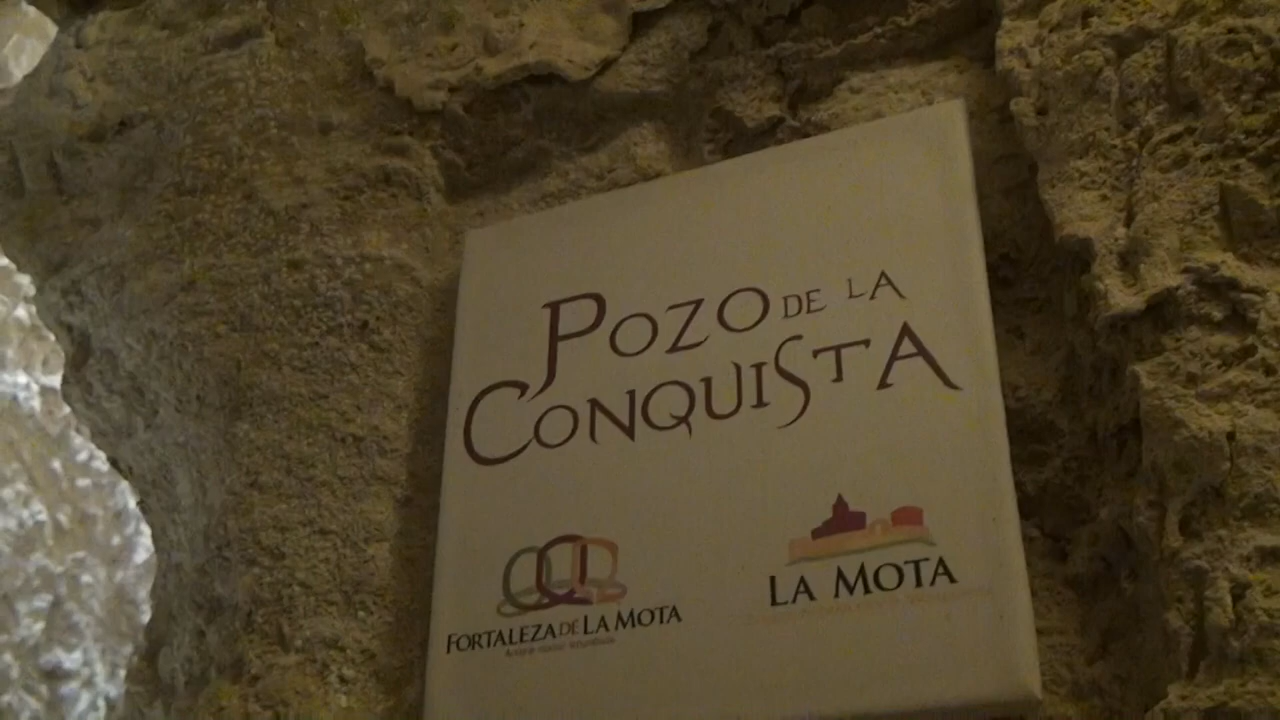 POZO DE LA
CONQUISTA
FORTALEZA DE LA MOTA
LA MOTA